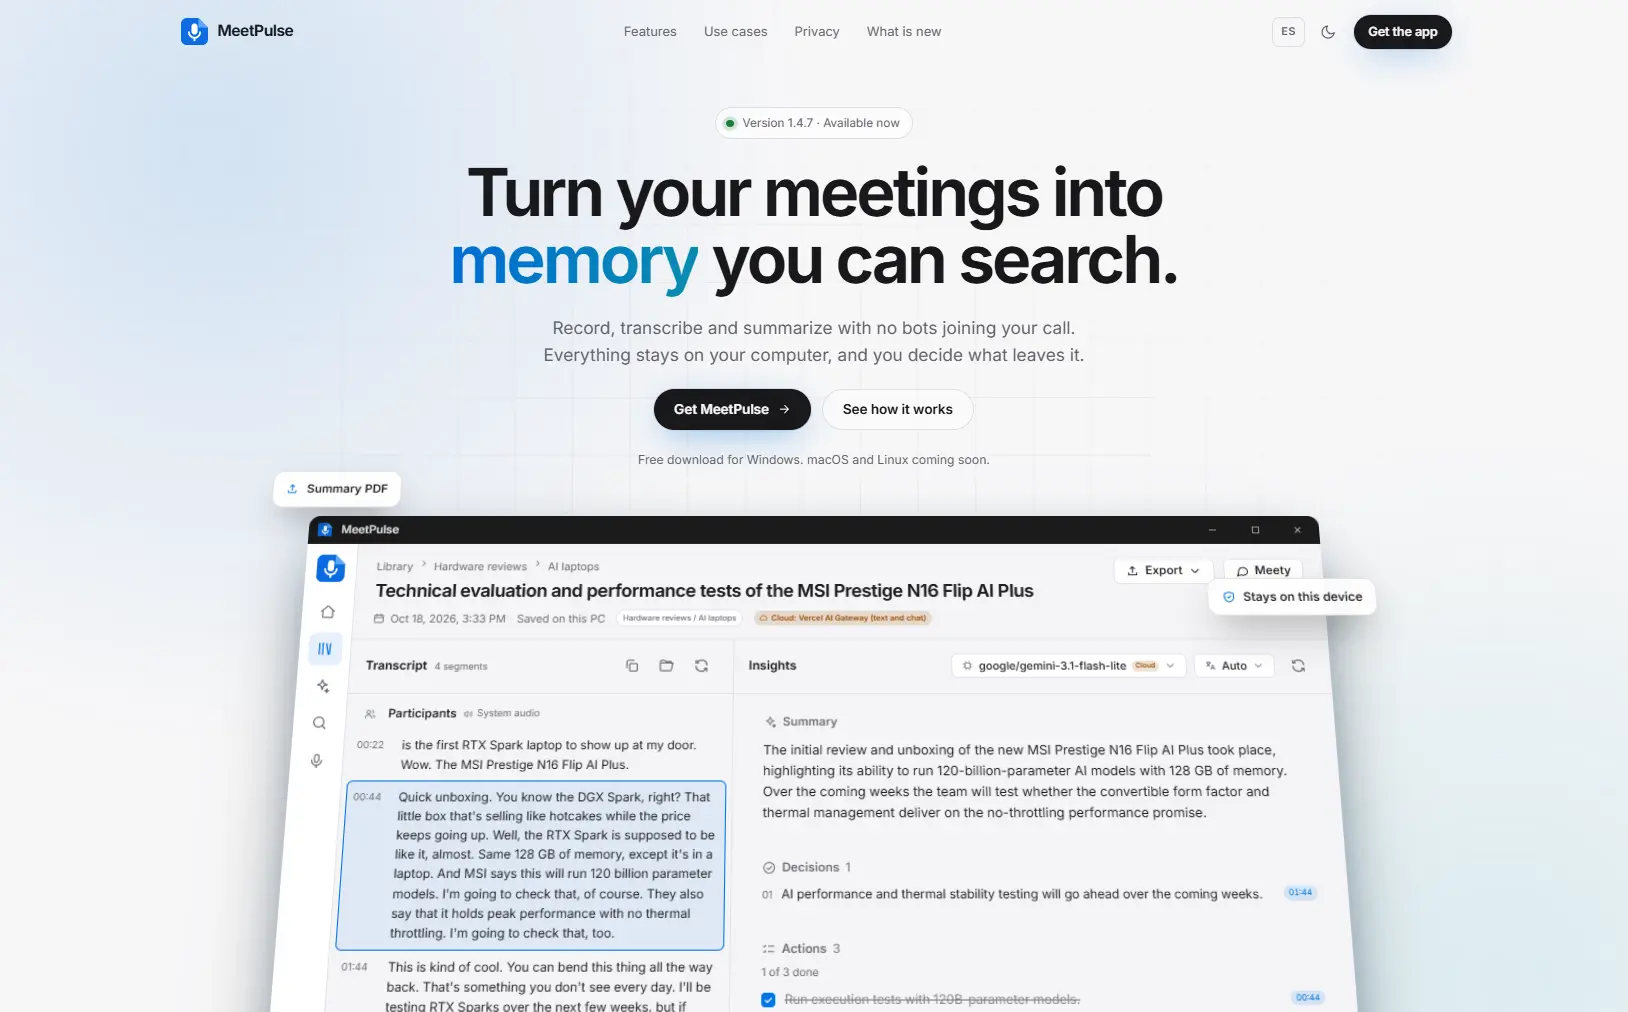 MeetPulse
Features
Use cases
Privacy
What is new
ES
Get the app
Version 1.4.7 · Available now
Turn your meetings into
memory you can search.
Record, transcribe and summarize with no bots joining your call.
Everything stays on your computer, and you decide what leaves it.
Get MeetPulse →
See how it works
Free download for Windows. macOS and Linux coming soon.
Summary PDF
MeetPulse
Library > Hardware reviews > AI laptops
Export
Meety
Technical evaluation and performance tests of the MSI Prestige N16 Flip AI Plus
Stays on this device
Oct 18, 2026, 3:33 PM
Saved on this PC
Hardware reviews / AI laptops
Cloud: Vercel AI Gateway (text and chat)
Transcript 4 segments
Participants System audio
00:22
is the first RTX Spark laptop to show up at my door.
Wow. The MSI Prestige N16 Flip AI Plus.
00:44
Quick unboxing. You know the DGX Spark, right? That
little box that's selling like hotcakes while the price
keeps going up. Well, the RTX Spark is supposed to be
like it, almost. Same 128 GB of memory, except it's in a
laptop. And MSI says this will run 120 billion parameter
models. I'm going to check that, of course. They also
say that it holds peak performance with no thermal
throttling. I'm going to check that, too.
01:44
This is kind of cool. You can bend this thing all the way
back. That's something you don't see every day. I'll be
testing RTX Sparks over the next few weeks, but if
Insights
google/gemini-3.1-flash-lite Cloud
Auto
Summary
The initial review and unboxing of the new MSI Prestige N16 Flip AI Plus took place,
highlighting its ability to run 120-billion-parameter AI models with 128 GB of memory.
Over the coming weeks the team will test whether the convertible form factor and
thermal management deliver on the no-throttling performance promise.
Decisions 1
01 AI performance and thermal stability testing will go ahead over the coming weeks. 01:44
Actions 3
1 of 3 done
Run execution tests with 120B-parameter models. 00:44